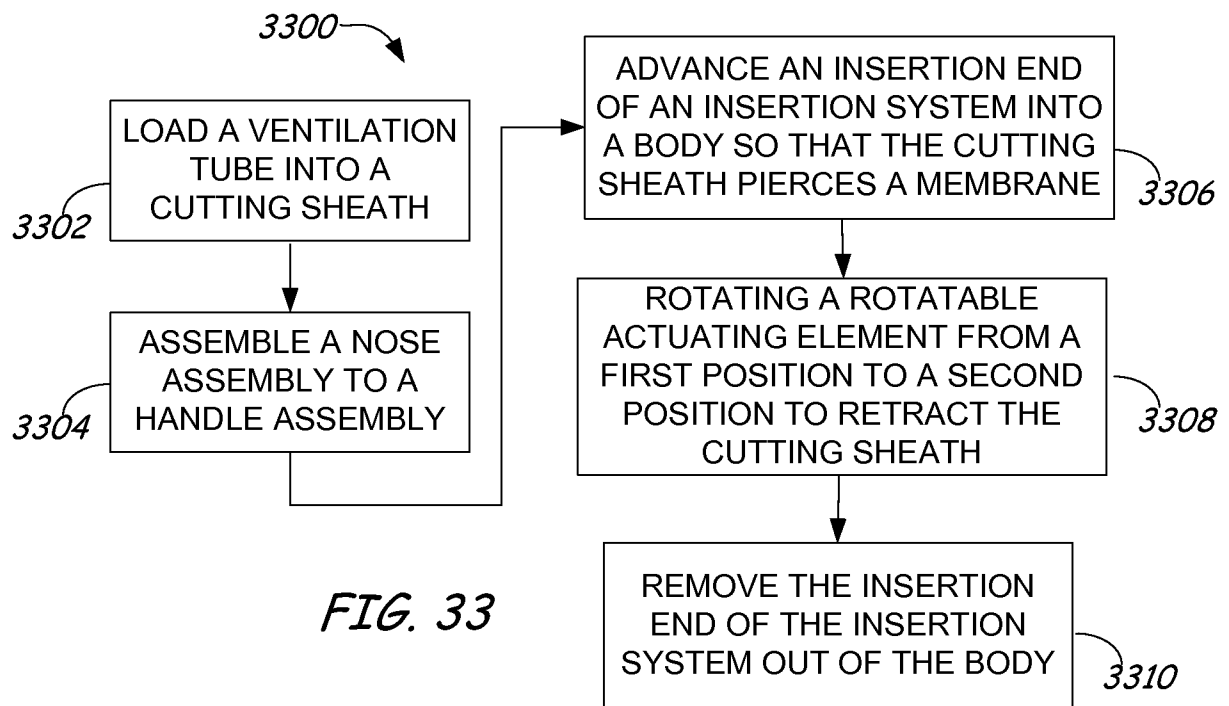 3300
LOAD A VENTILATION
TUBE INTO A
CUTTING SHEATH
3302
ASSEMBLE A NOSE
ASSEMBLY TO A
HANDLE ASSEMBLY
3304
ADVANCE AN INSERTION END
OF AN INSERTION SYSTEM INTO
A BODY SO THAT THE CUTTING
SHEATH PIERCES A MEMBRANE
3306
ROTATING A ROTATABLE
ACTUATING ELEMENT FROM A
FIRST POSITION TO A SECOND
POSITION TO RETRACT THE
CUTTING SHEATH
3308
REMOVE THE INSERTION
END OF THE INSERTION
SYSTEM OUT OF THE BODY
3310
FIG. 33